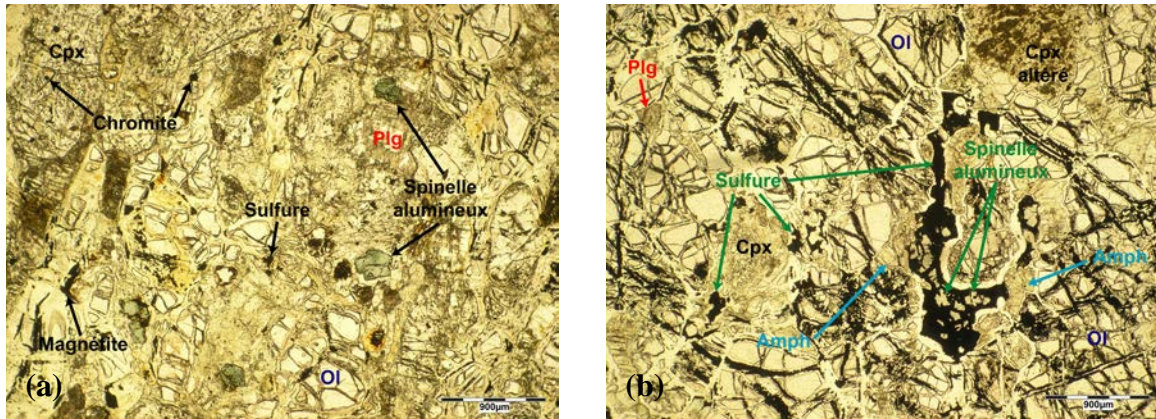 Cpx
Chromite
Plg
Spinelle
alumineux
Sulfure
Magnétite
Ol
(a)
900µm
Ol
Plg
Cpx
altéré
Spinelle
alumineux
Sulfure
Cpx
Amph
Amph
Ol
(b)
900µm